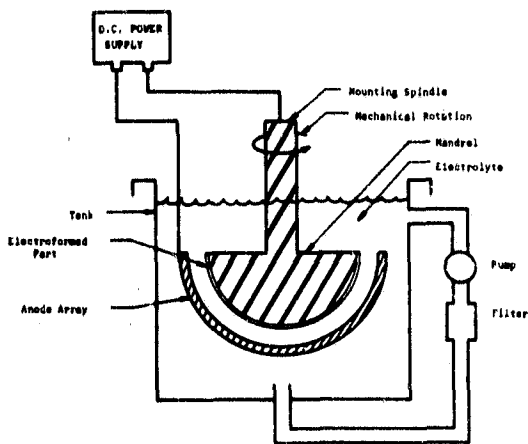 D.C. POWER
SUPPLY
Mounting Spindle
Mechanical Rotation
Mandrel
Electrolyte
Tank
Electroformed
Part
Anode Array
Pump
Filter